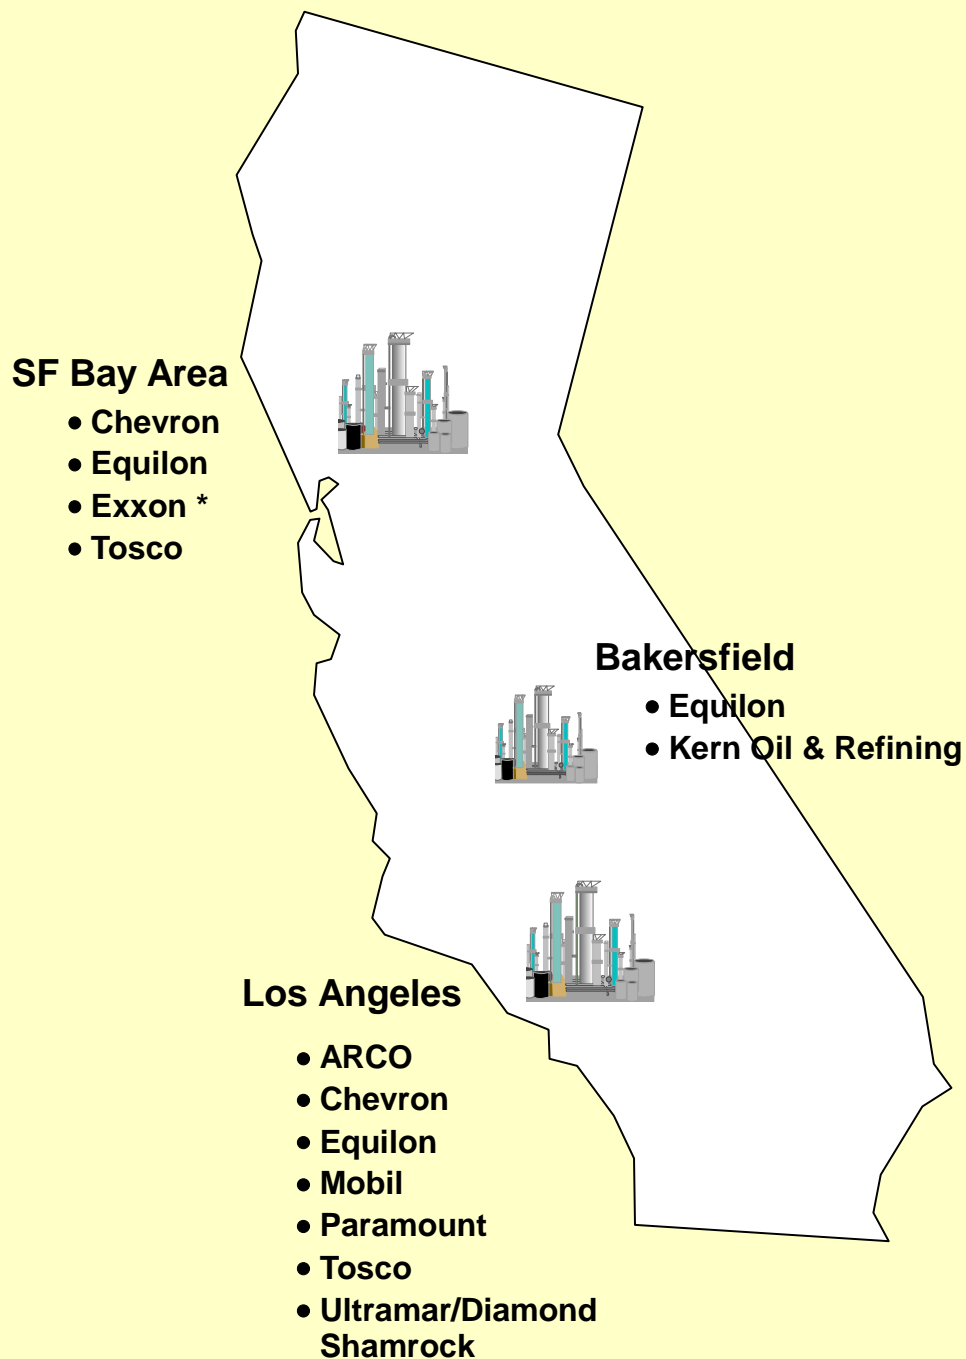 SF Bay Area
• Chevron
• Equilon
• Exxon *
• Tosco
Bakersfield
• Equilon
• Kern Oil & Refining
Los Angeles
• ARCO
• Chevron
• Equilon
• Mobil
• Paramount
• Tosco
• Ultramar/Diamond
Shamrock